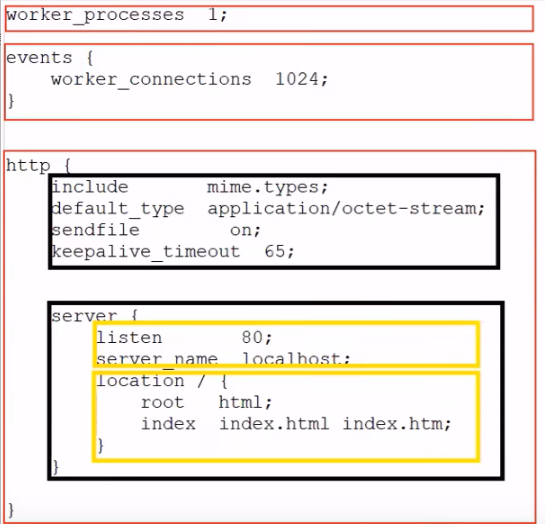 worker_processes  1;
events {
    worker_connections  1024;
}
http {
    include       mime.types;
    default_type  application/octet-stream;
    sendfile        on;
    keepalive_timeout  65;
    server {
        listen       80;
        server_name  localhost;
        location / {
            root   html;
            index  index.html index.htm;
        }
    }
}